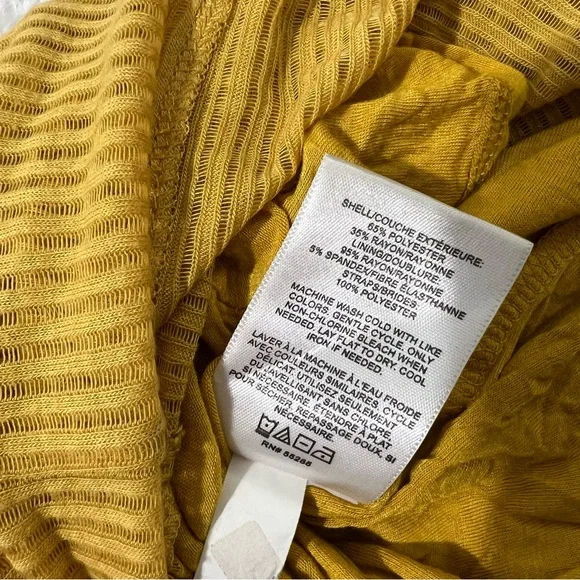 SHELL/COUCHE EXTÉRIEURE:
65% POLYESTER
35% RAYON/RAYONNE
LINING/DOUBLURE
95% RAYON/RAYONNE
5% SPANDEX/FIBRE ÉLASTHANNE
STRAPS/BRIDES:
100% POLYESTER
MACHINE WASH COLD WITH LIKE
COLORS, GENTLE CYCLE. ONLY
NON-CHLORINE BLEACH WHEN
NEEDED. LAY FLAT TO DRY. COOL
IRON IF NEEDED.
LAVER À LA MACHINE À L'EAU FROIDE
AVEC COULEURS SIMILAIRES, CYCLE
DOUX. UTILISEZ SEULEMENT
DU JAVELLISANT SANS CHLORE
SI NÉCESSAIRE. ÉTENDRE À PLAT
POUR SÉCHER. REPASSAGE DOUX, SI
NÉCESSAIRE.
RN# 55285